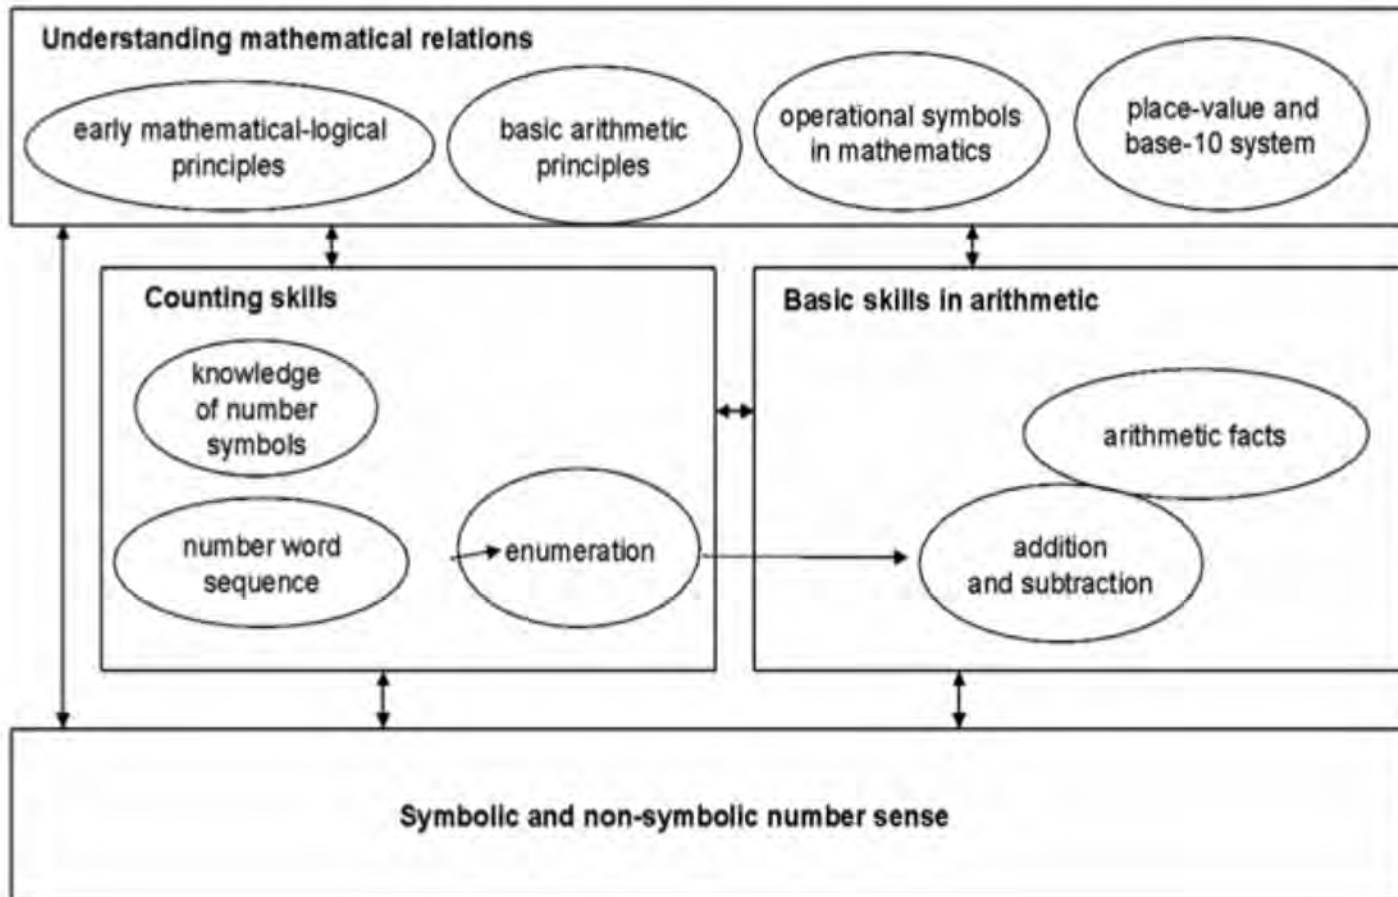 Understanding mathematical relations
early mathematical-logical
principles
basic arithmetic
principles
operational symbols
in mathematics
place-value and
base-10 system
Counting skills
knowledge
of number
symbols
number word
sequence
enumeration
Basic skills in arithmetic
arithmetic facts
addition
and subtraction
Symbolic and non-symbolic number sense